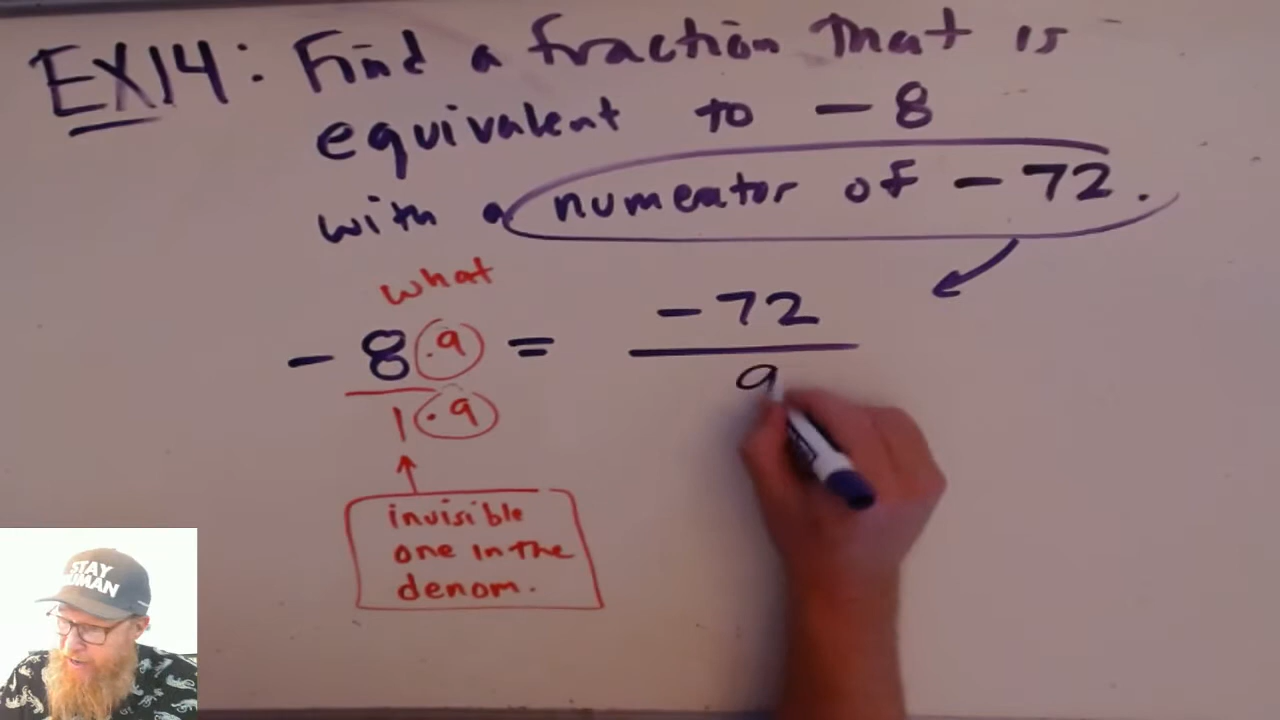 EX14: Find a fraction that is
equivalent to - 8
with a numerator of - 72.
what
- 8 · 9 = - 72
1 · 9 9
invisible
one in the
denom.
STAY
HUMAN